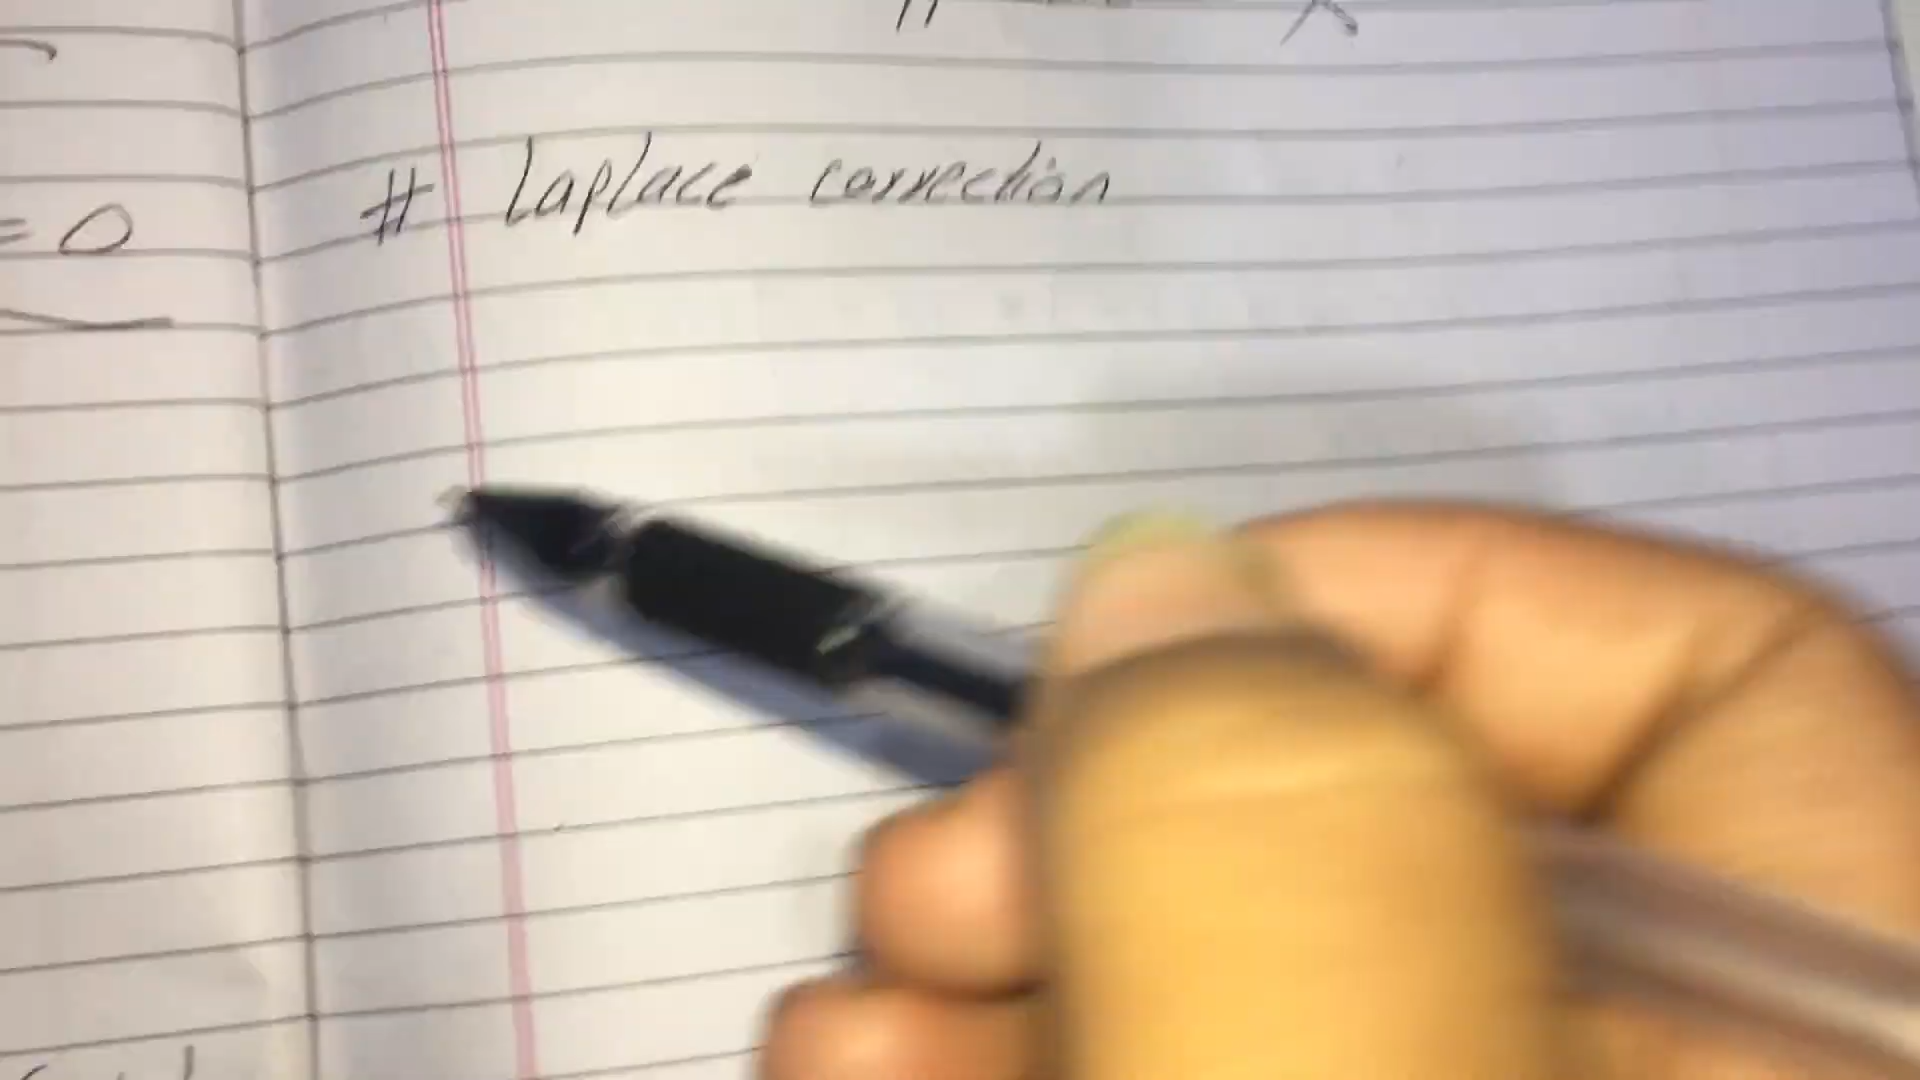 = 0
# Laplace correction